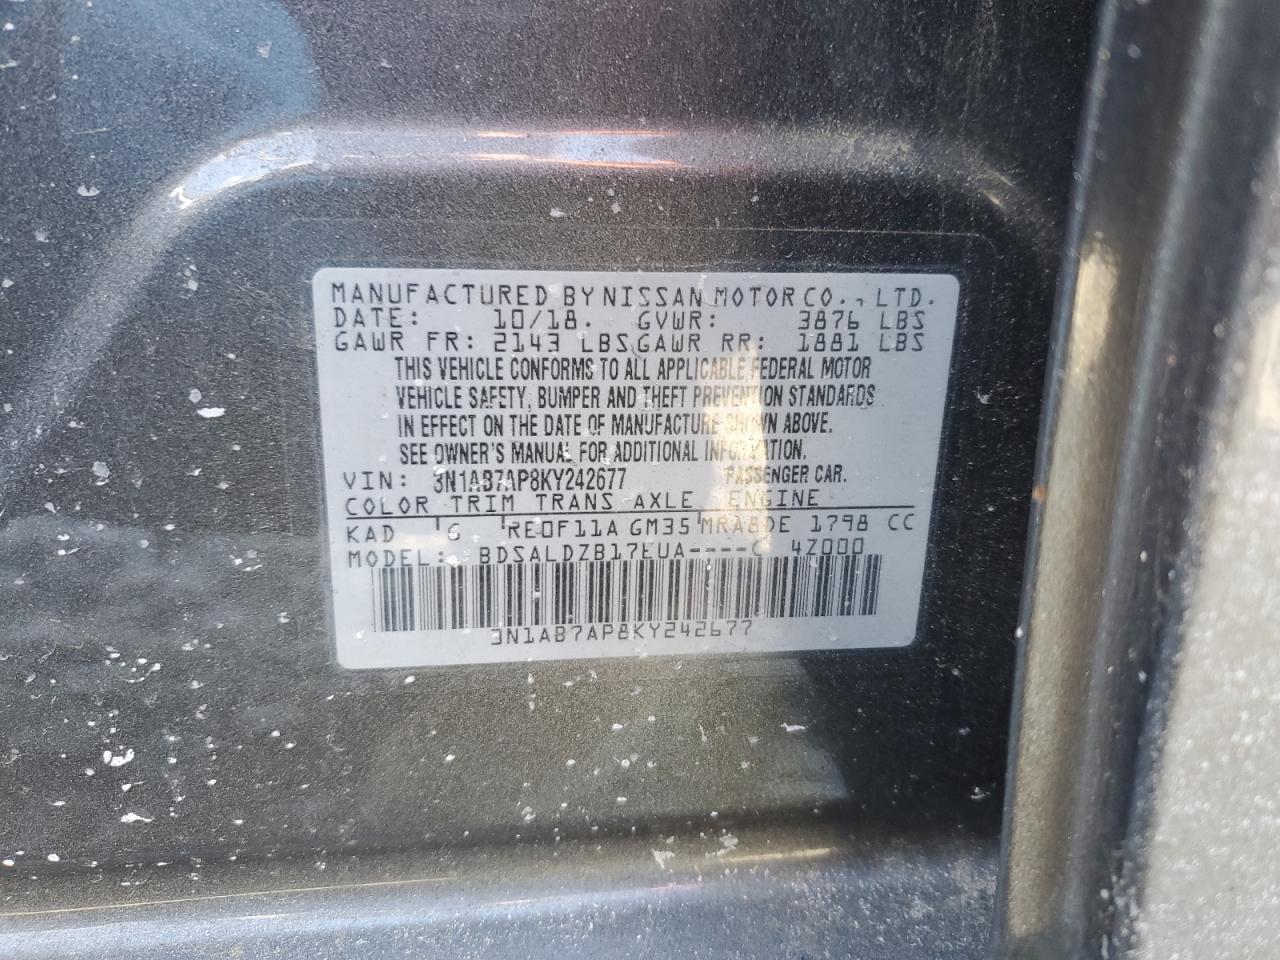 MANUFACTURED BY NISSAN MOTOR CO., LTD.
DATE: 10/18. GVWR: 3876 LBS
GAWR FR: 2143 LBS GAWR RR: 1881 LBS
THIS VEHICLE CONFORMS TO ALL APPLICABLE FEDERAL MOTOR
VEHICLE SAFETY, BUMPER AND THEFT PREVENTION STANDARDS
IN EFFECT ON THE DATE OF MANUFACTURE SHOWN ABOVE.
SEE OWNER'S MANUAL FOR ADDITIONAL INFORMATION.
VIN: 3N1AB7AP8KY242677 PASSENGER CAR.
COLOR TRIM TRANS AXLE ENGINE
KAD G RE0F11A GM35 MRA8DE 1798 CC
MODEL: BDSALDZB17EUA----C 4Z000
3N1AB7AP8KY242677